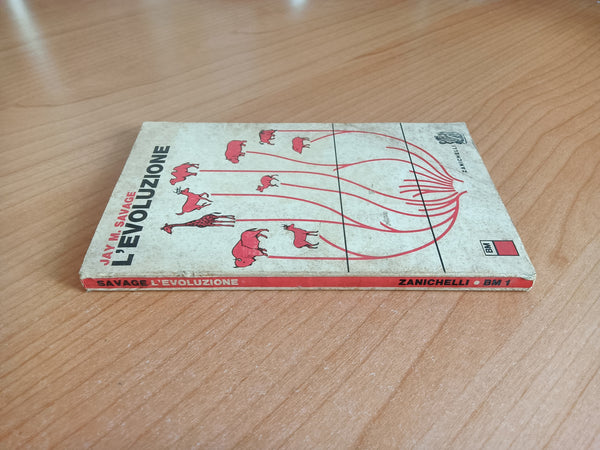 JAY M. SAVAGE
L'EVOLUZIONE
ZANICHELLI
BM
SAVAGE L'EVOLUZIONE
ZANICHELLI • BM 1